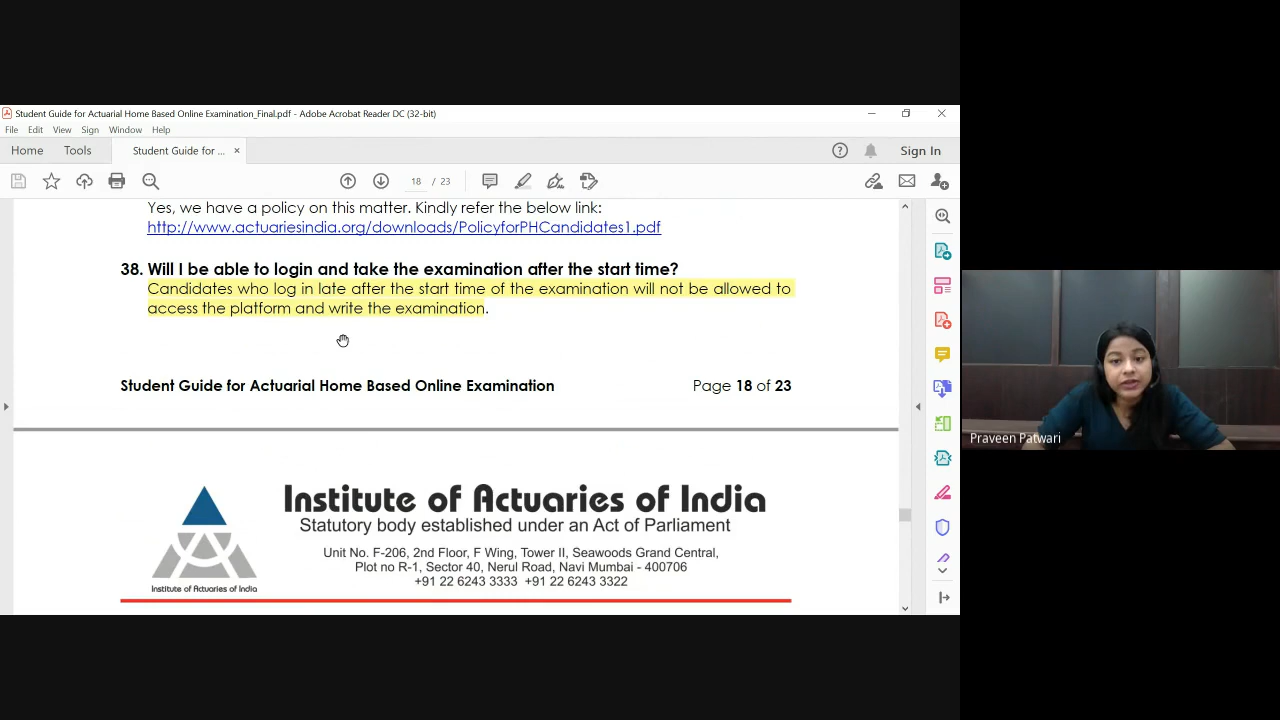 Student Guide for Actuarial Home Based Online Examination_Final.pdf - Adobe Acrobat Reader DC (32-bit)
File Edit View Sign Window Help
Home Tools Student Guide for ... × Sign In
18 / 23
Yes, we have a policy on this matter. Kindly refer the below link:
http://www.actuariesindia.org/downloads/PolicyforPHCandidates1.pdf
38. Will I be able to login and take the examination after the start time?
Candidates who log in late after the start time of the examination will not be allowed to
access the platform and write the examination.
Student Guide for Actuarial Home Based Online Examination Page 18 of 23
Institute of Actuaries of India
Statutory body established under an Act of Parliament
Unit No. F-206, 2nd Floor, F Wing, Tower II, Seawoods Grand Central,
Plot no R-1, Sector 40, Nerul Road, Navi Mumbai - 400706
+91 22 6243 3333 +91 22 6243 3322
Institute of Actuaries of India
Praveen Patwari